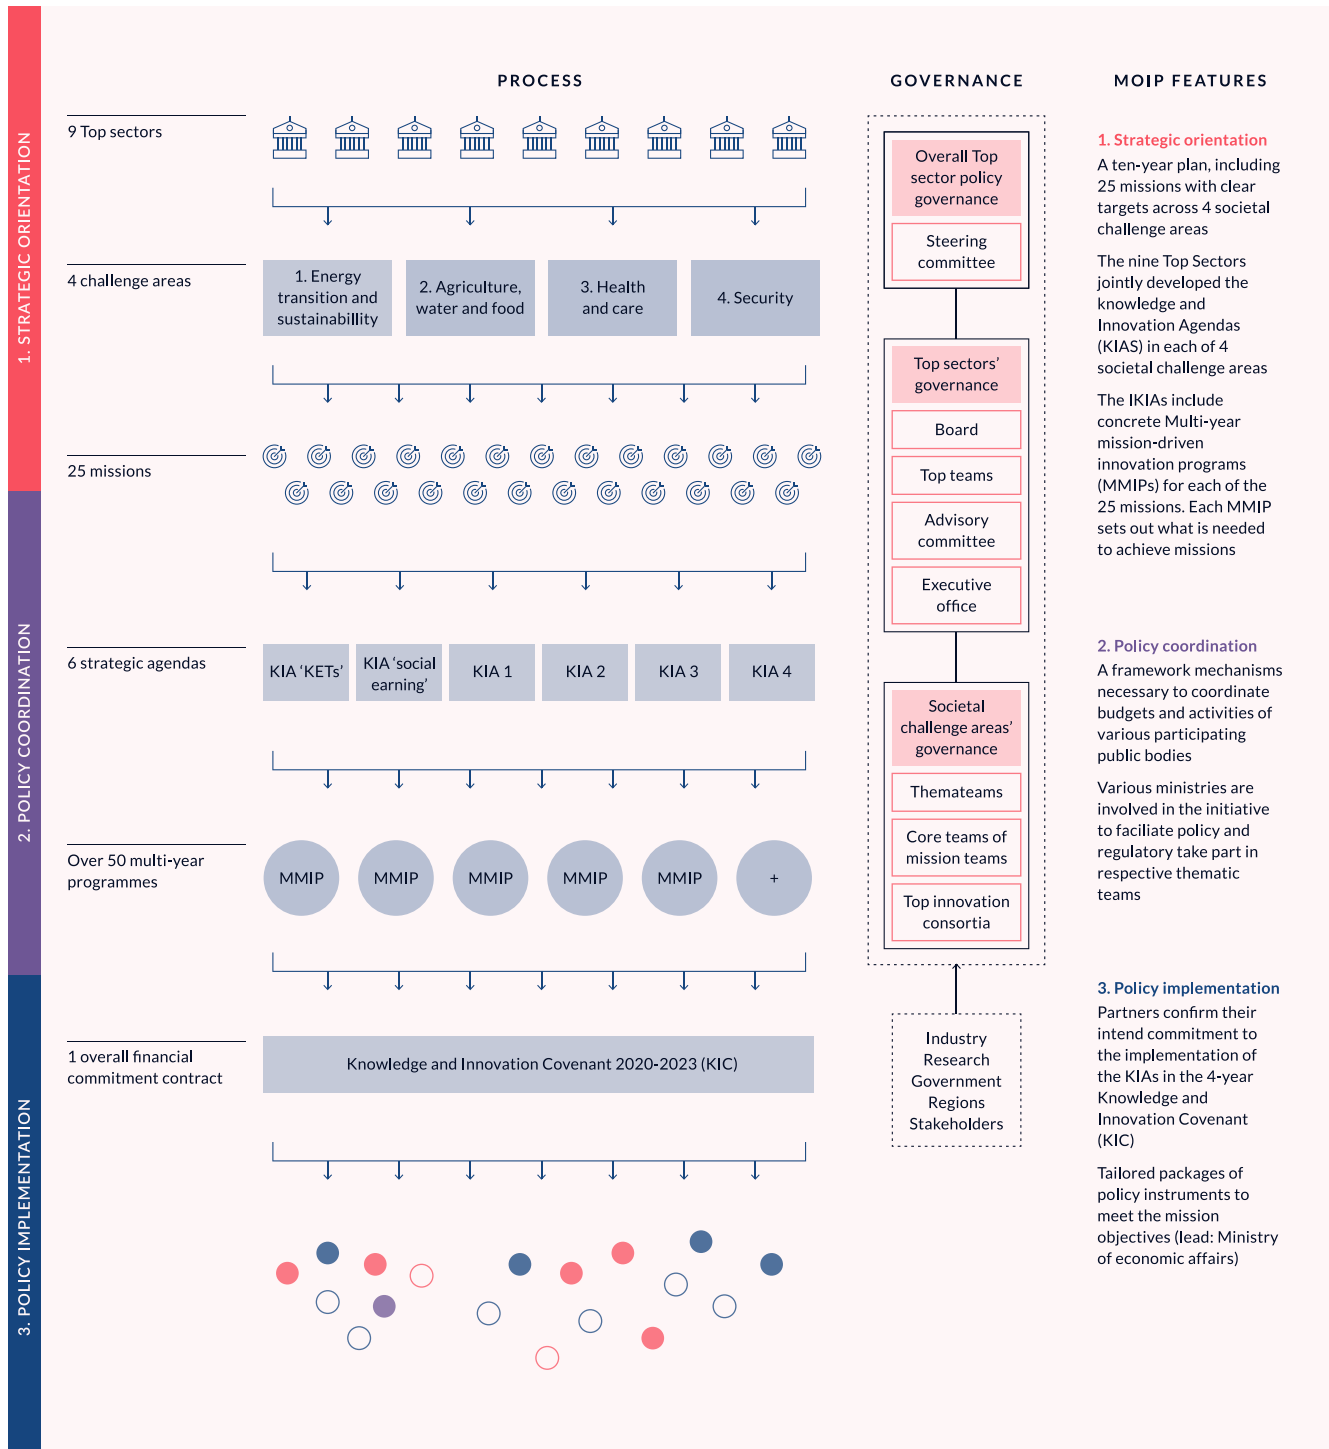 PROCESS
GOVERNANCE
MOIP FEATURES
1. STRATEGIC ORIENTATION
2. POLICY COORDINATION
3. POLICY IMPLEMENTATION
9 Top sectors
4 challenge areas
1. Energy
transition and
sustainabillity
2. Agriculture,
water and food
3. Health
and care
4. Security
25 missions
6 strategic agendas
KIA ‘KETs’
KIA ‘social
earning’
KIA 1
KIA 2
KIA 3
KIA 4
Over 50 multi-year
programmes
MMIP
MMIP
MMIP
MMIP
MMIP
+
1 overall financial
commitment contract
Knowledge and Innovation Covenant 2020-2023 (KIC)
Overall Top
sector policy
governance
Steering
committee
Top sectors’
governance
Board
Top teams
Advisory
committee
Executive
office
Societal
challenge areas’
governance
Themateams
Core teams of
mission teams
Top innovation
consortia
Industry
Research
Government
Regions
Stakeholders
1. Strategic orientation
A ten-year plan, including
25 missions with clear
targets across 4 societal
challenge areas
The nine Top Sectors
jointly developed the
knowledge and
Innovation Agendas
(KIAS) in each of 4
societal challenge areas
The IKIAs include
concrete Multi-year
mission-driven
innovation programs
(MMIPs) for each of the
25 missions. Each MMIP
sets out what is needed
to achieve missions
2. Policy coordination
A framework mechanisms
necessary to coordinate
budgets and activities of
various participating
public bodies
Various ministries are
involved in the initiative
to faciliate policy and
regulatory take part in
respective thematic
teams
3. Policy implementation
Partners confirm their
intend commitment to
the implementation of
the KIAs in the 4-year
Knowledge and
Innovation Covenant
(KIC)
Tailored packages of
policy instruments to
meet the mission
objectives (lead: Ministry
of economic affairs)